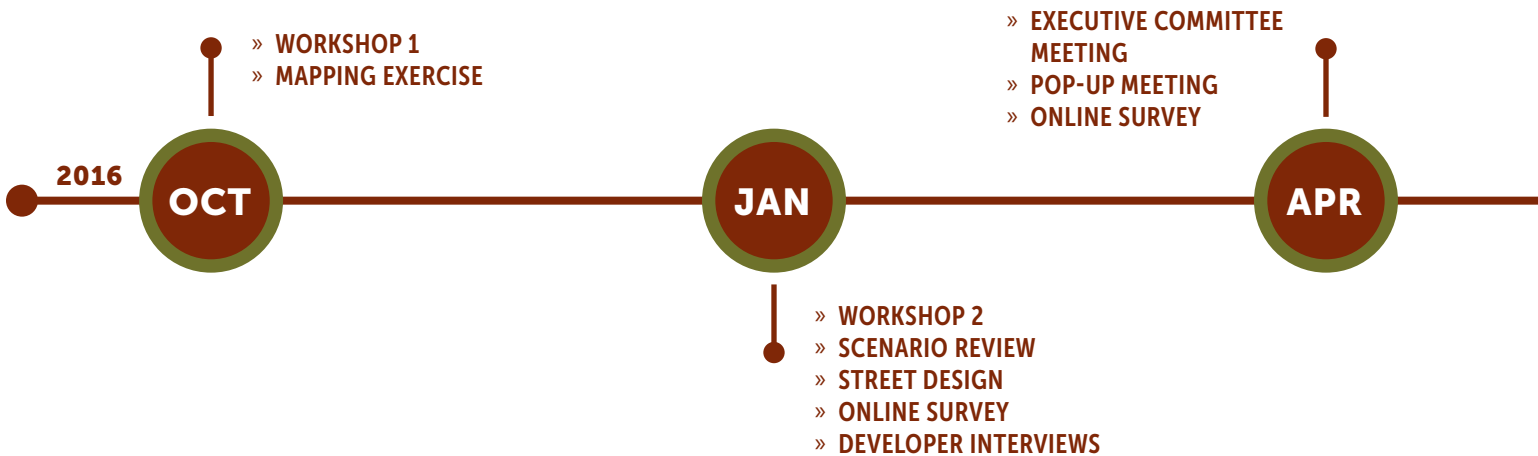 2016
OCT
» WORKSHOP 1
» MAPPING EXERCISE
JAN
» WORKSHOP 2
» SCENARIO REVIEW
» STREET DESIGN
» ONLINE SURVEY
» DEVELOPER INTERVIEWS
APR
» EXECUTIVE COMMITTEE
MEETING
» POP-UP MEETING
» ONLINE SURVEY